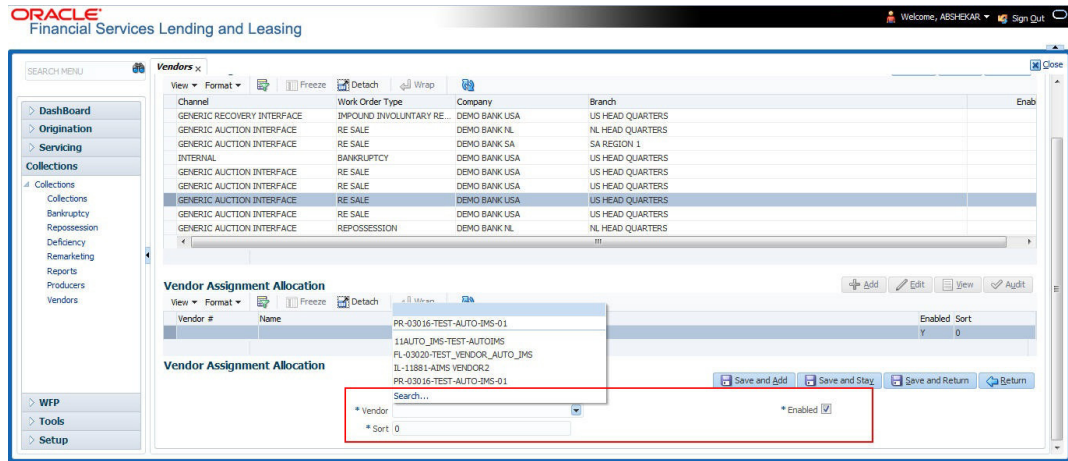 ORACLE
Financial Services Lending and Leasing
Welcome, ABSHEKAR Sign Out
SEARCH MENU
Vendors x
Close
View Format Freeze Detach Wrap
Channel Work Order Type Company Branch Enab
GENERIC RECOVERY INTERFACE IMPOUND INVOLUNTARY RE... DEMO BANK USA US HEAD QUARTERS
GENERIC AUCTION INTERFACE RE SALE DEMO BANK NL NL HEAD QUARTERS
GENERIC AUCTION INTERFACE RE SALE DEMO BANK SA SA REGION 1
INTERNAL BANKRUPTCY DEMO BANK USA US HEAD QUARTERS
GENERIC AUCTION INTERFACE RE SALE DEMO BANK USA US HEAD QUARTERS
GENERIC AUCTION INTERFACE RE SALE DEMO BANK USA US HEAD QUARTERS
GENERIC AUCTION INTERFACE RE SALE DEMO BANK USA US HEAD QUARTERS
GENERIC AUCTION INTERFACE RE SALE DEMO BANK USA US HEAD QUARTERS
GENERIC AUCTION INTERFACE REPOSSESSION DEMO BANK NL NL HEAD QUARTERS
DashBoard
Origination
Servicing
Collections
Collections
Collections
Bankruptcy
Repossession
Deficiency
Remarketing
Reports
Producers
Vendors
WFP
Tools
Setup
Vendor Assignment Allocation
Add Edit View Audit
View Format Freeze Detach Wrap
Vendor # Name Enabled Sort
Y 0
PR-03016-TEST-AUTO-IMS-01
11AUTO_IMS-TEST-AUTOIMS
FL-03020-TEST_VENDOR_AUTO_IMS
IL-11881-AIMS VENDOR2
PR-03016-TEST-AUTO-IMS-01
Search...
Vendor Assignment Allocation
Save and Add Save and Stay Save and Return Return
* Vendor
* Enabled
* Sort 0